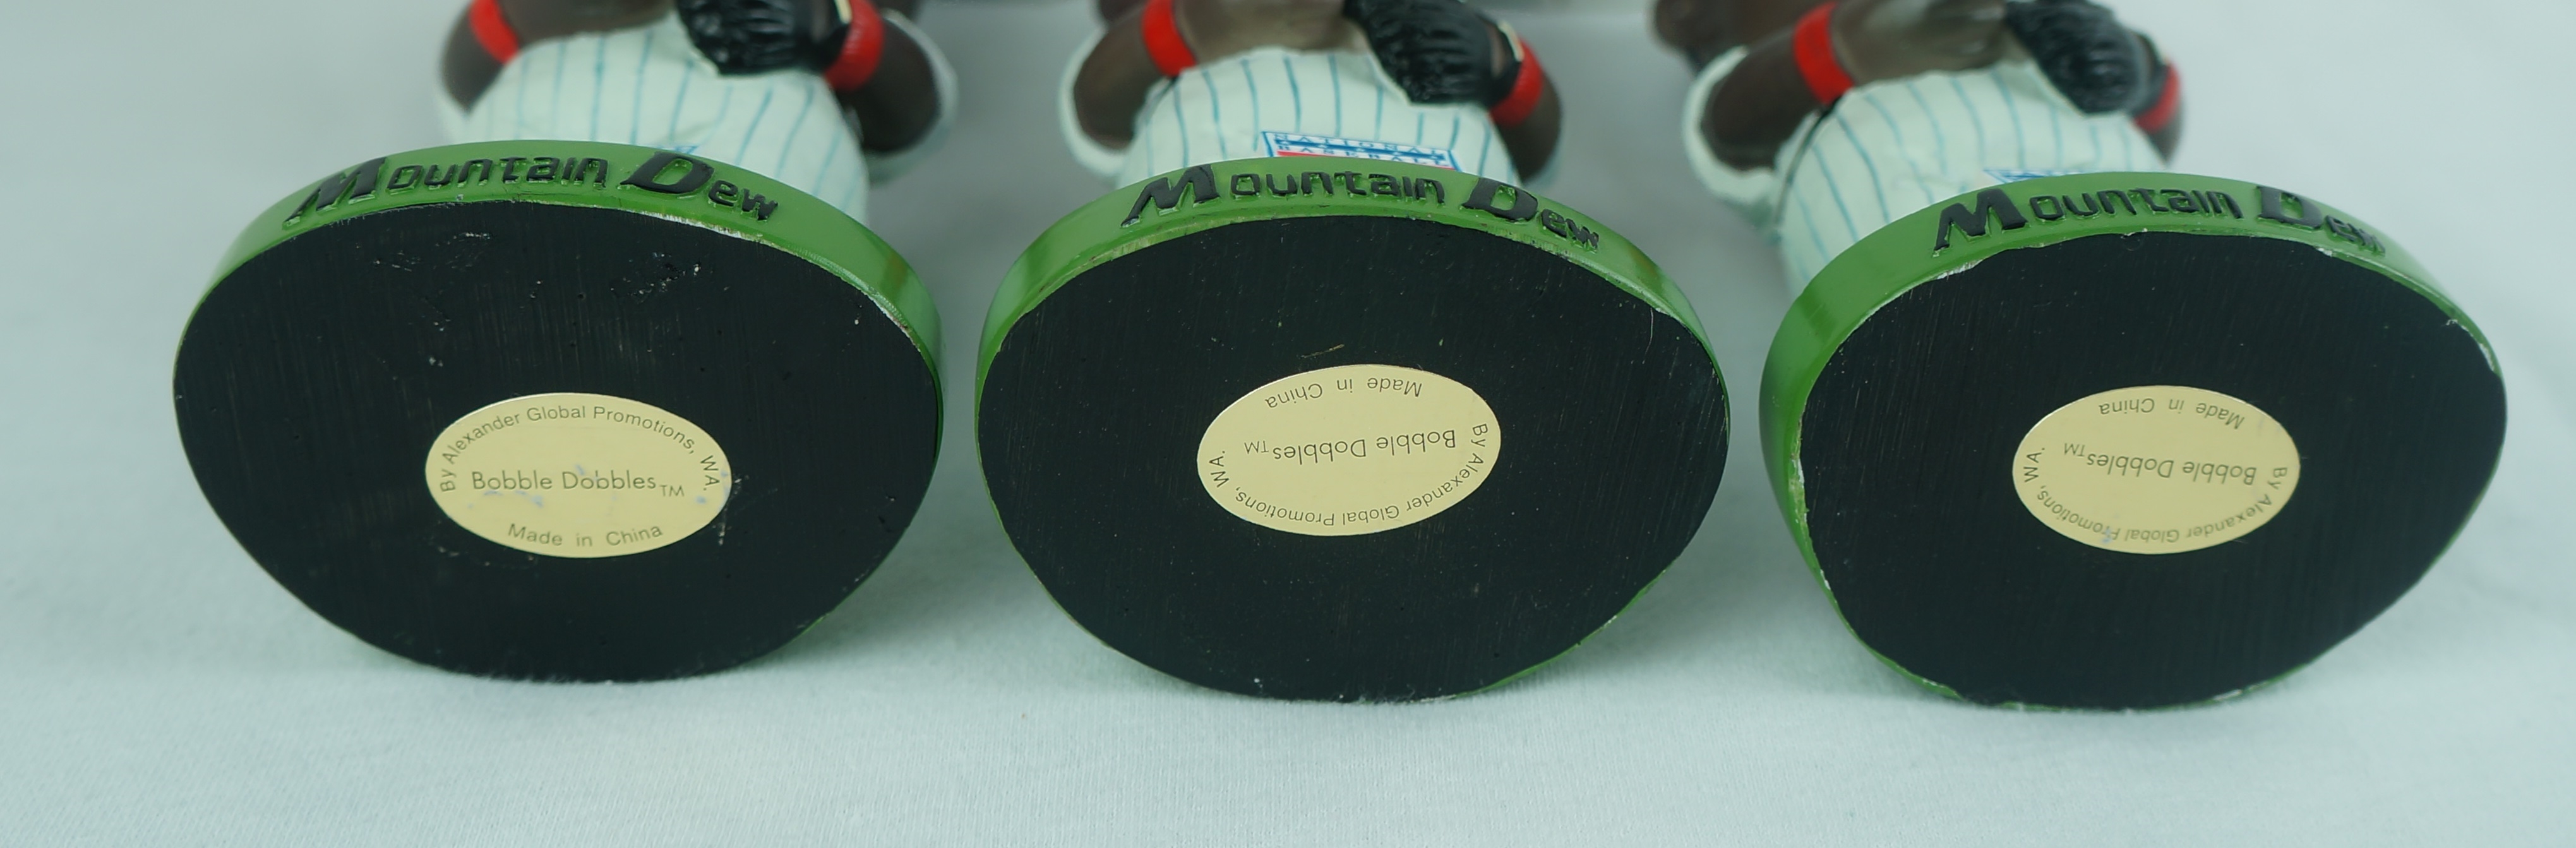 Mountain Dew
By Alexander Global Promotions, WA.
Bobble Dobbles TM
Made in China
NATIONAL
BASEBALL
Mountain Dew
By Alexander Global Promotions, WA.
Bobble Dobbles TM
Made in China
Mountain Dew
By Alexander Global Promotions, WA.
Bobble Dobbles TM
Made in China